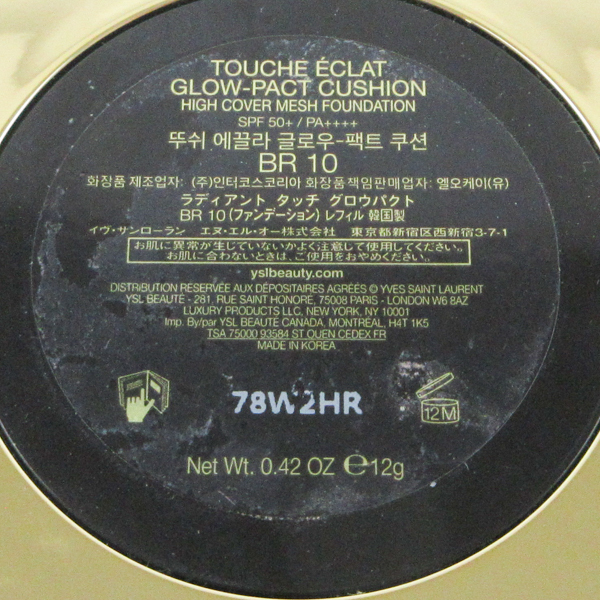 TOUCHE ÉCLAT
GLOW-PACT CUSHION
HIGH COVER MESH FOUNDATION
SPF 50+ / PA++++
뚜쉬 에끌라 글로우-팩트 쿠션
BR 10
화장품 제조업자: (주)인터코스코리아 화장품책임판매업자: 엘오케이(유)
ラディアント タッチ グロウパクト
BR 10 (ファンデーション) レフィル 韓国製
イヴ・サンローラン エヌ・エル・オー株式会社 東京都新宿区西新宿3-7-1
お肌に異常が生じていないかよく注意して使用してください。
お肌に合わないときは、ご使用をおやめください。
yslbeauty.com
DISTRIBUTION RESERVÉE AUX DÉPOSITAIRES AGRÉÉS © YVES SAINT LAURENT
YSL BEAUTÉ - 281, RUE SAINT HONORE, 75008 PARIS - LONDON W6 8AZ
LUXURY PRODUCTS LLC, NEW YORK, NY 10001
Imp. By/par YSL BEAUTÉ CANADA, MONTRÉAL, H4T 1K5
TSA 75000 93584 ST OUEN CEDEX FR
MADE IN KOREA
78W2HR
12M
Net Wt. 0.42 OZ ℮12g